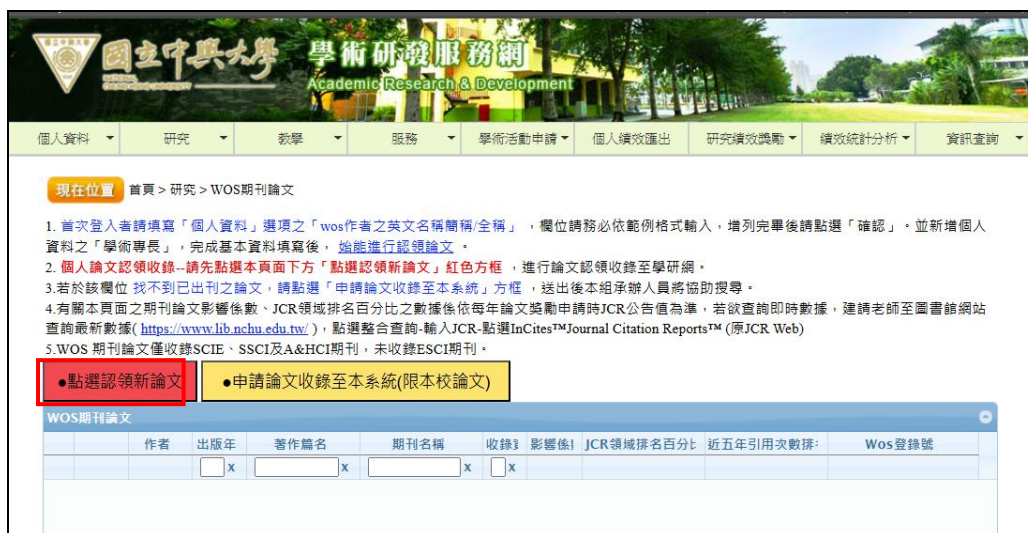 國立中興大學 學術研發服務網
NATIONAL CHUNG HSING UNIVERSITY
Academic Research & Development
個人資料 研究 教學 服務 學術活動申請 個人績效匯出 研究績效獎勵 績效統計分析 資訊查詢
現在位置 首頁 > 研究 > WOS期刊論文
1. 首次登入者請填寫「個人資料」選項之「wos作者之英文名稱簡稱/全稱」，欄位請務必依範例格式輸入，增列完畢後請點選「確認」。並新增個人
資料之「學術專長」，完成基本資料填寫後， 始能進行認領論文 。
2. 個人論文認領收錄--請先點選本頁面下方「點選認領新論文」紅色方框 ，進行論文認領收錄至學研網。
3.若於該欄位 找不到已出刊之論文，請點選「申請論文收錄至本系統」方框 ，送出後本組承辦人員將協助搜尋。
4.有關本頁面之期刊論文影響係數、JCR領域排名百分比之數據係依每年論文獎勵申請時JCR公告值為準，若欲查詢即時數據，建請老師至圖書館網站
查詢最新數據( https://www.lib.nchu.edu.tw/ )，點選整合查詢-輸入JCR-點選InCites™Journal Citation Reports™ (原JCR Web)
5.WOS 期刊論文僅收錄SCIE、SSCI及A&HCI期刊，未收錄ESCI期刊。
●點選認領新論文 ●申請論文收錄至本系統(限本校論文)
WOS期刊論文
作者 出版年 著作篇名 期刊名稱 收錄 影響係 JCR領域排名百分比 近五年引用次數排 Wos登錄號
x x x x